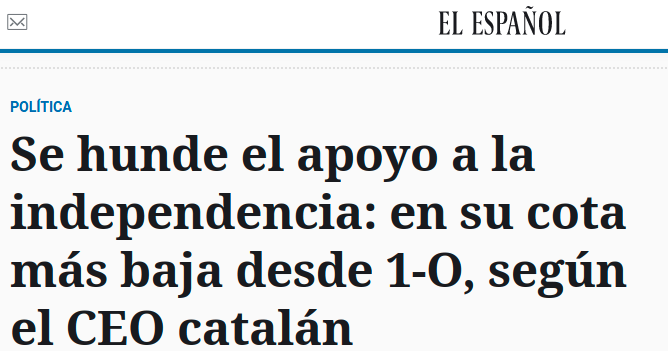 EL ESPAÑOL
POLÍTICA
Se hunde el apoyo a la
independencia: en su cota
más baja desde 1-O, según
el CEO catalán